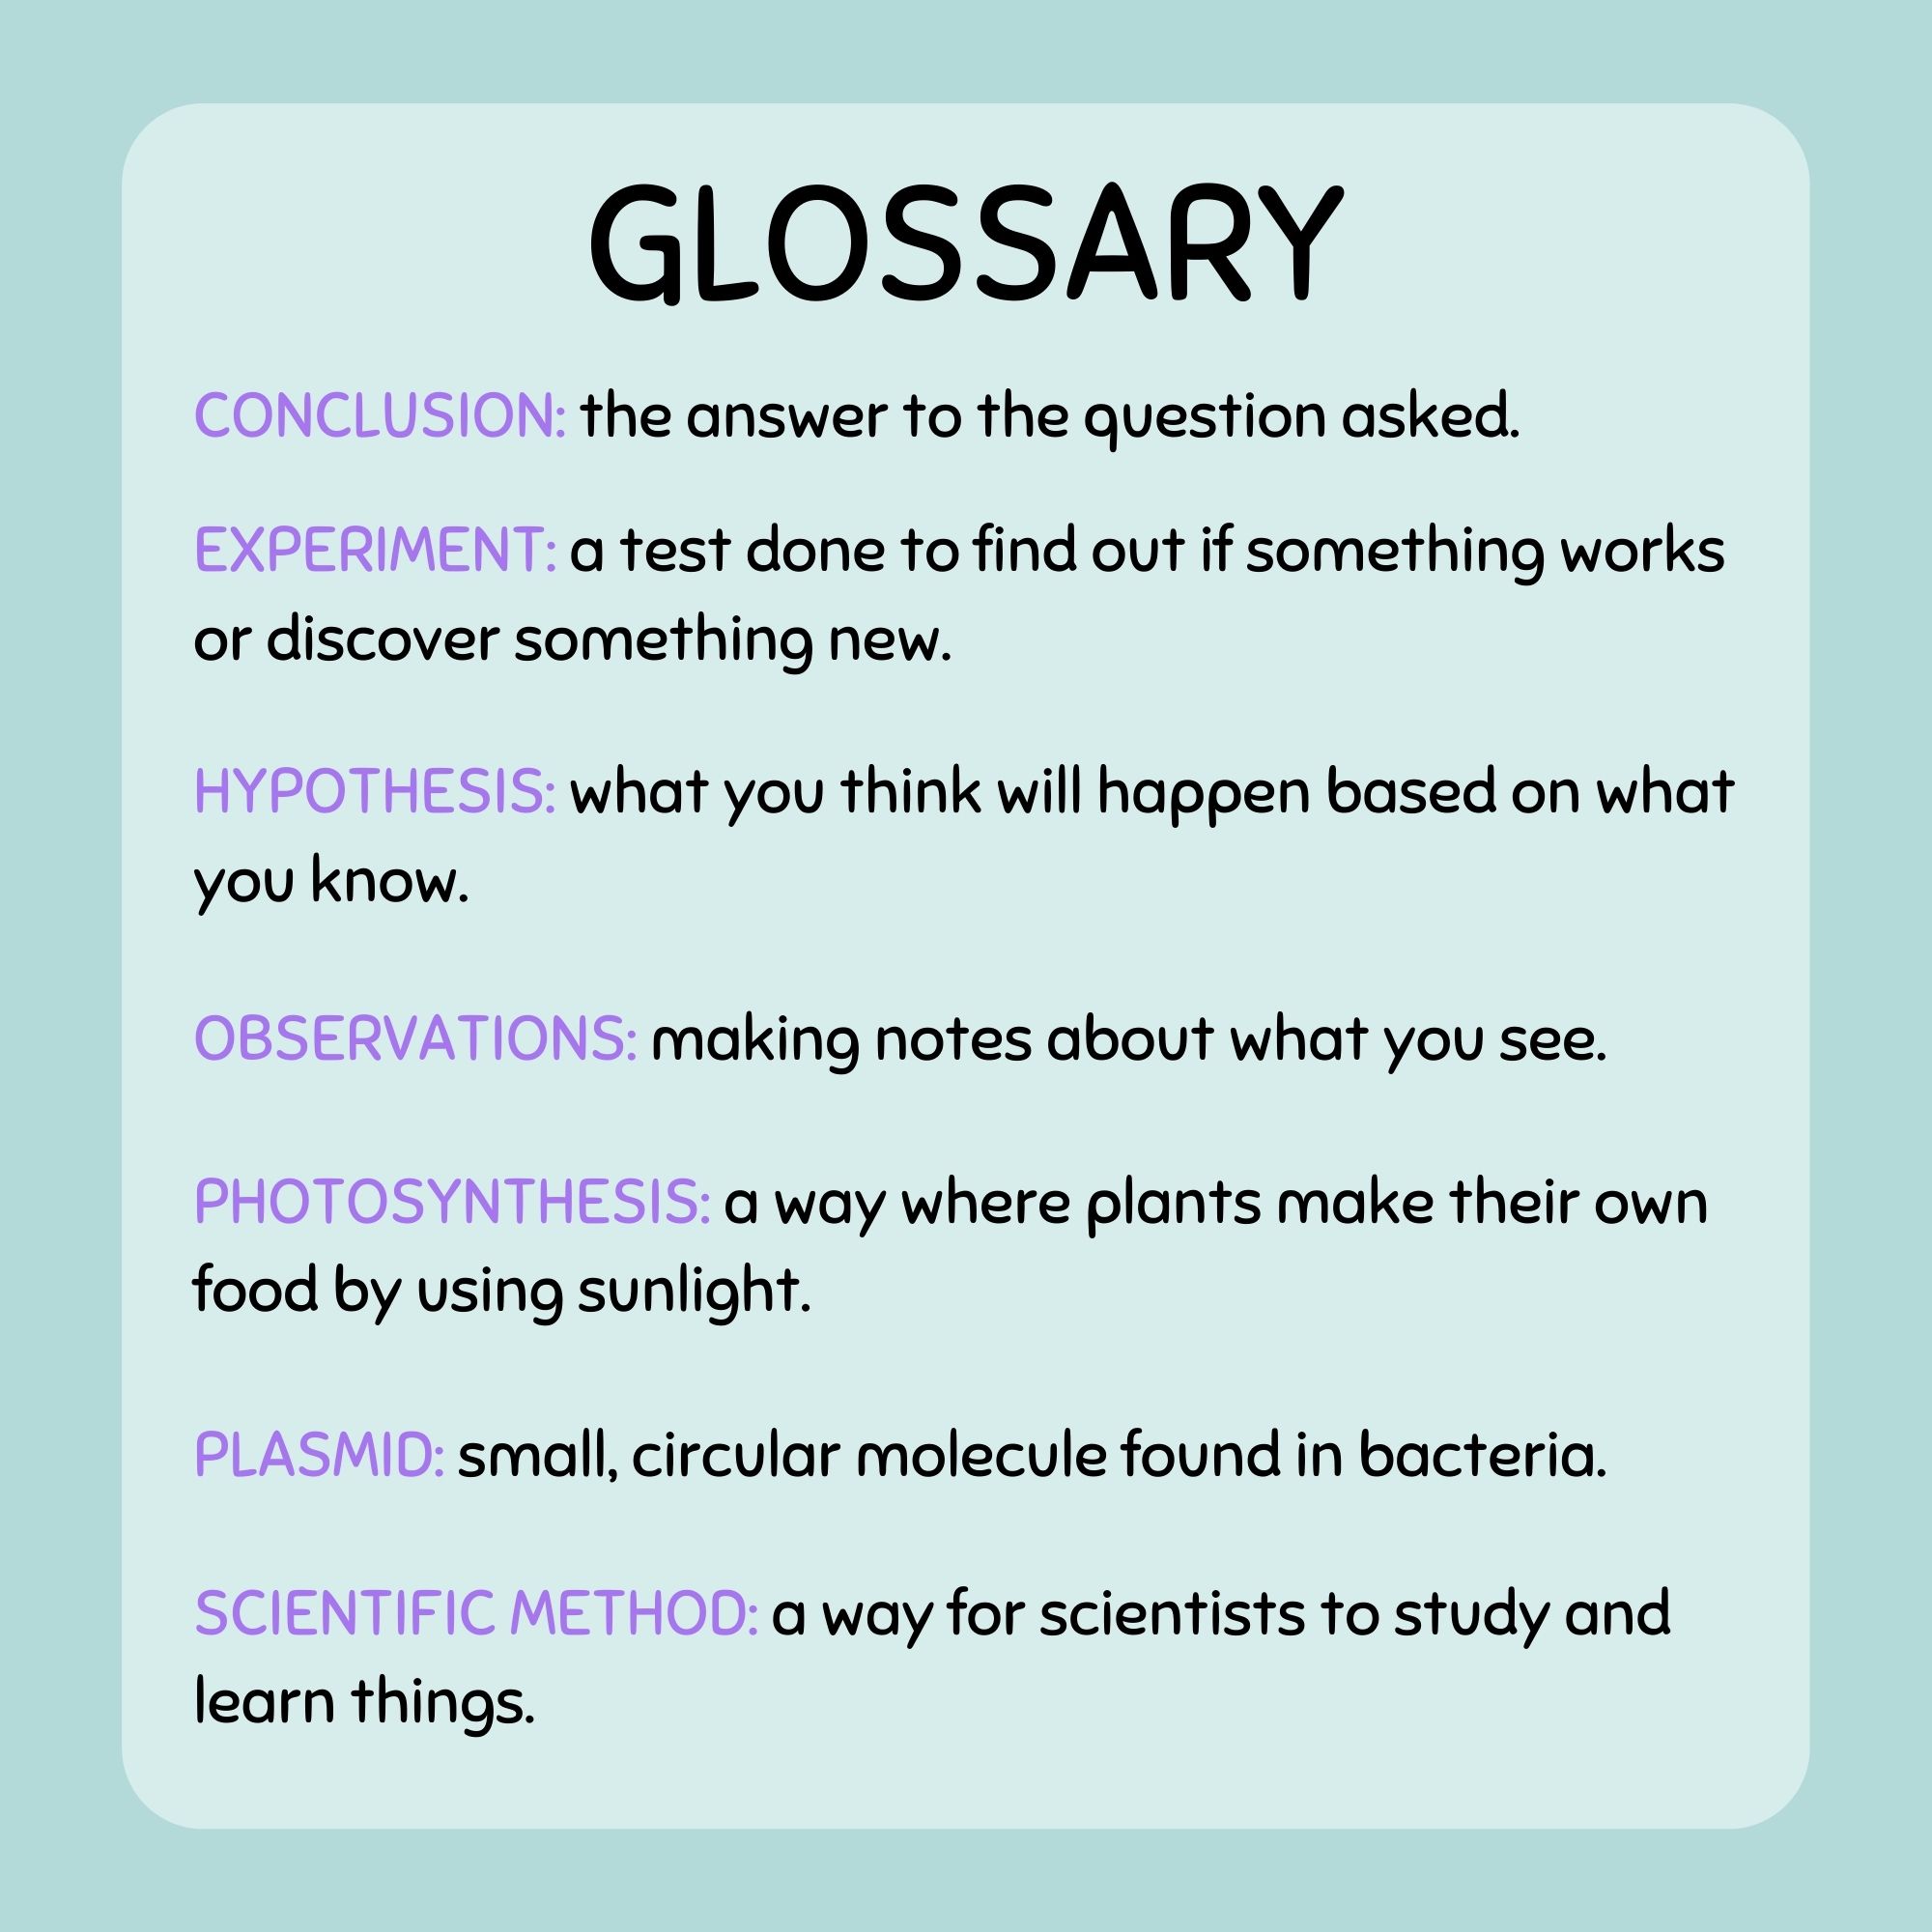 GLOSSARY
CONCLUSION: the answer to the question asked.
EXPERIMENT: a test done to find out if something works
or discover something new.
HYPOTHESIS: what you think will happen based on what
you know.
OBSERVATIONS: making notes about what you see.
PHOTOSYNTHESIS: a way where plants make their own
food by using sunlight.
PLASMID: small, circular molecule found in bacteria.
SCIENTIFIC METHOD: a way for scientists to study and
learn things.